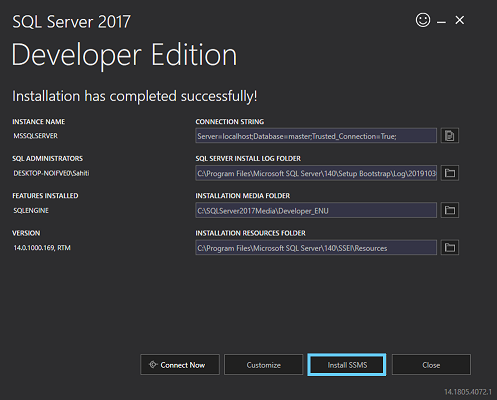 SQL Server 2017
Developer Edition
Installation has completed successfully!
INSTANCE NAME
MSSQLSERVER
CONNECTION STRING
Server=localhost;Database=master;Trusted_Connection=True;
SQL ADMINISTRATORS
DESKTOP-NOIFVE0\Sahiti
SQL SERVER INSTALL LOG FOLDER
C:\Program Files\Microsoft SQL Server\140\Setup Bootstrap\Log\2019103
FEATURES INSTALLED
SQLENGINE
INSTALLATION MEDIA FOLDER
C:\SQLServer2017Media\Developer_ENU
VERSION
14.0.1000.169, RTM
INSTALLATION RESOURCES FOLDER
C:\Program Files\Microsoft SQL Server\140\SSEI\Resources
Connect Now
Customize
Install SSMS
Close
14.1805.4072.1